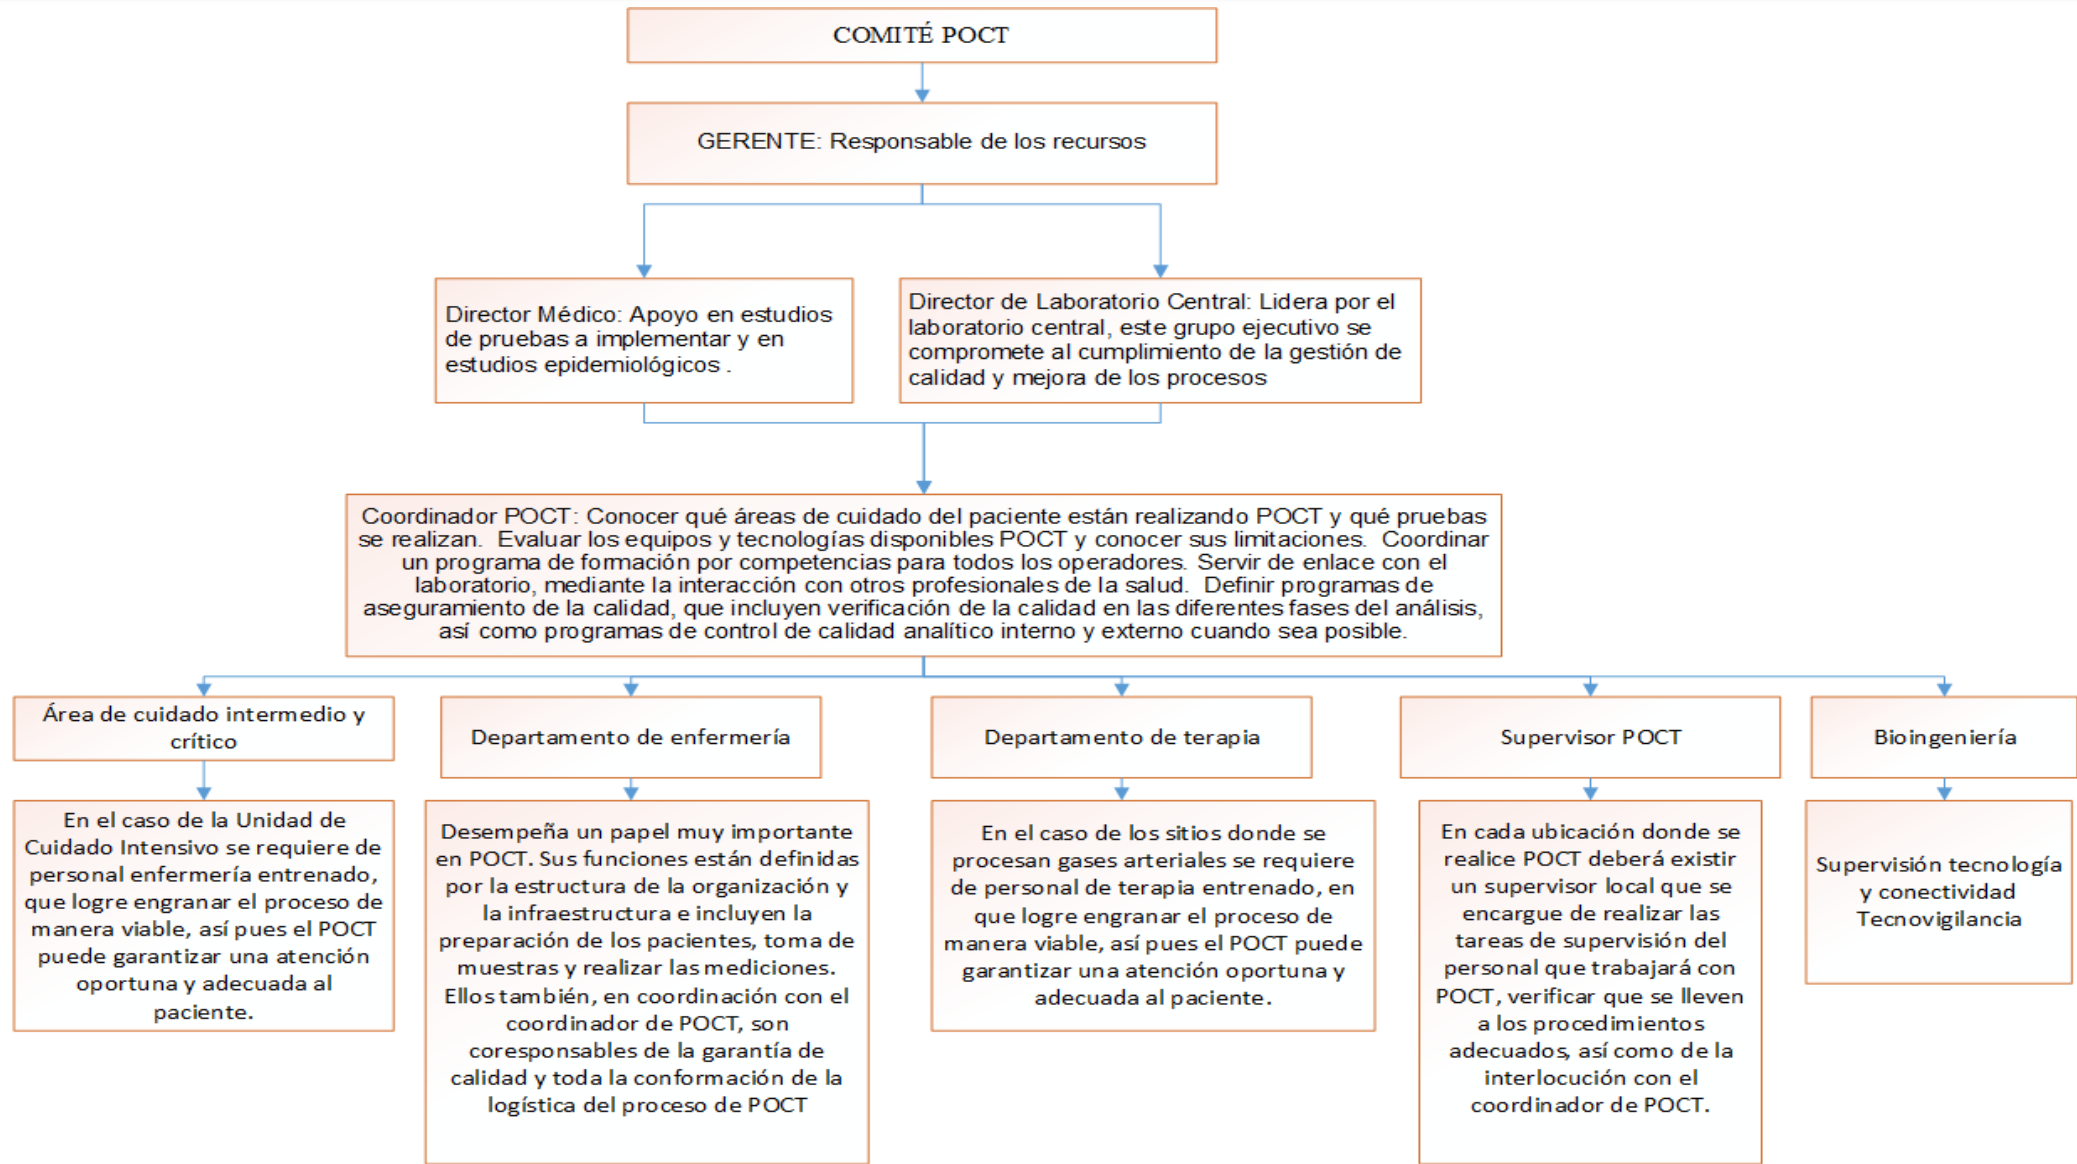 COMITÉ POCT
GERENTE: Responsable de los recursos
Director Médico: Apoyo en estudios
de pruebas a implementar y en
estudios epidemiológicos .
Director de Laboratorio Central: Lidera por el
laboratorio central, este grupo ejecutivo se
compromete al cumplimiento de la gestión de
calidad y mejora de los procesos
Coordinador POCT: Conocer qué áreas de cuidado del paciente están realizando POCT y qué pruebas
se realizan. Evaluar los equipos y tecnologías disponibles POCT y conocer sus limitaciones. Coordinar
un programa de formación por competencias para todos los operadores. Servir de enlace con el
laboratorio, mediante la interacción con otros profesionales de la salud. Definir programas de
aseguramiento de la calidad, que incluyen verificación de la calidad en las diferentes fases del análisis,
así como programas de control de calidad analítico interno y externo cuando sea posible.
Área de cuidado intermedio y
crítico
Departamento de enfermería
Departamento de terapia
Supervisor POCT
Bioingeniería
En el caso de la Unidad de
Cuidado Intensivo se requiere de
personal enfermería entrenado,
que logre engranar el proceso de
manera viable, así pues el POCT
puede garantizar una atención
oportuna y adecuada al
paciente.
Desempeña un papel muy importante
en POCT. Sus funciones están definidas
por la estructura de la organización y
la infraestructura e incluyen la
preparación de los pacientes, toma de
muestras y realizar las mediciones.
Ellos también, en coordinación con el
coordinador de POCT, son
coresponsables de la garantía de
calidad y toda la conformación de la
logística del proceso de POCT
En el caso de los sitios donde se
procesan gases arteriales se requiere
de personal de terapia entrenado, en
que logre engranar el proceso de
manera viable, así pues el POCT puede
garantizar una atención oportuna y
adecuada al paciente.
En cada ubicación donde se
realice POCT deberá existir
un supervisor local que se
encargue de realizar las
tareas de supervisión del
personal que trabajará con
POCT, verificar que se lleven
a los procedimientos
adecuados, así como de la
interlocución con el
coordinador de POCT.
Supervisión tecnología
y conectividad
Tecnovigilancia